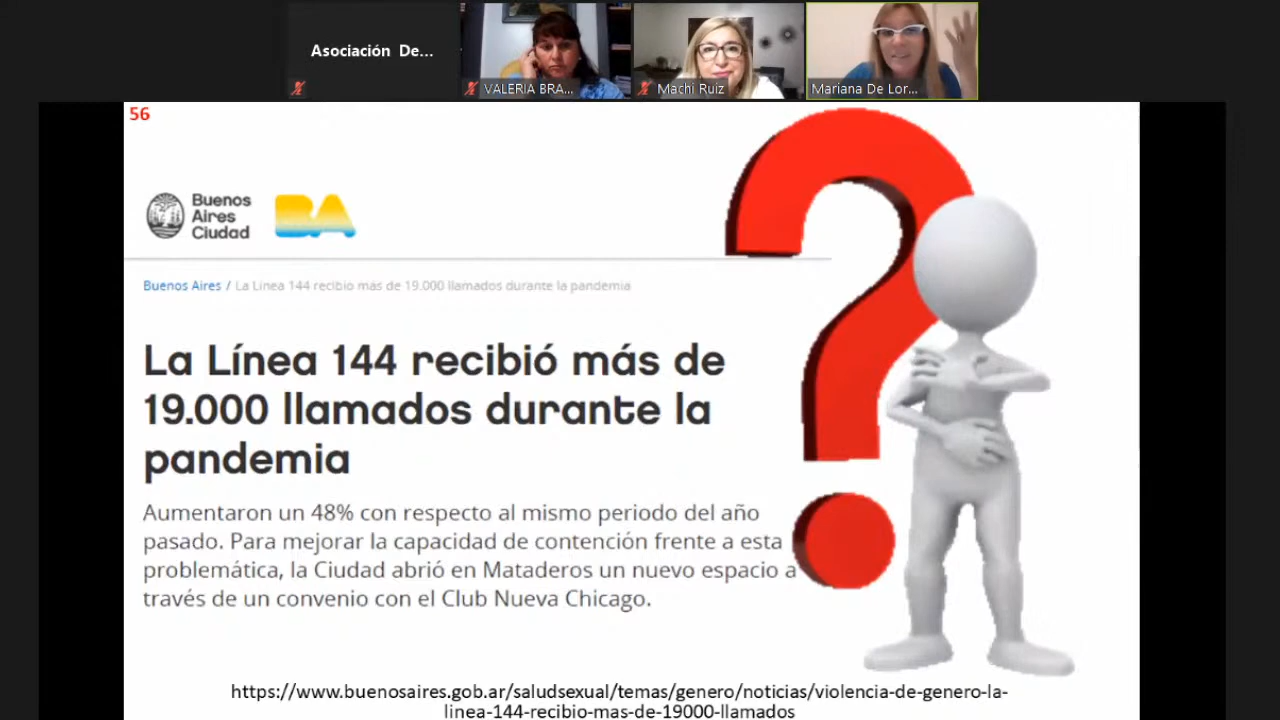 Asociación De...
VALERIA BRA...
Machi Ruiz
Mariana De Lor...
56
Buenos
Aires
Ciudad
BA
Buenos Aires / La Linea 144 recibio más de 19.000 llamados durante la pandemia
La Línea 144 recibió más de
19.000 llamados durante la
pandemia
Aumentaron un 48% con respecto al mismo periodo del año
pasado. Para mejorar la capacidad de contención frente a esta
problemática, la Ciudad abrió en Mataderos un nuevo espacio a
través de un convenio con el Club Nueva Chicago.
https://www.buenosaires.gob.ar/saludsexual/temas/genero/noticias/violencia-de-genero-la-
linea-144-recibio-mas-de-19000-llamados